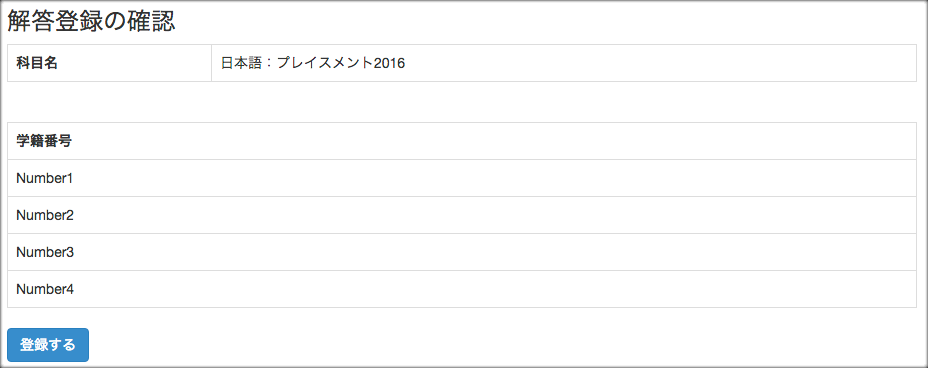 解答登録の確認
科目名 日本語：プレイスメント2016
学籍番号
Number1
Number2
Number3
Number4
登録する